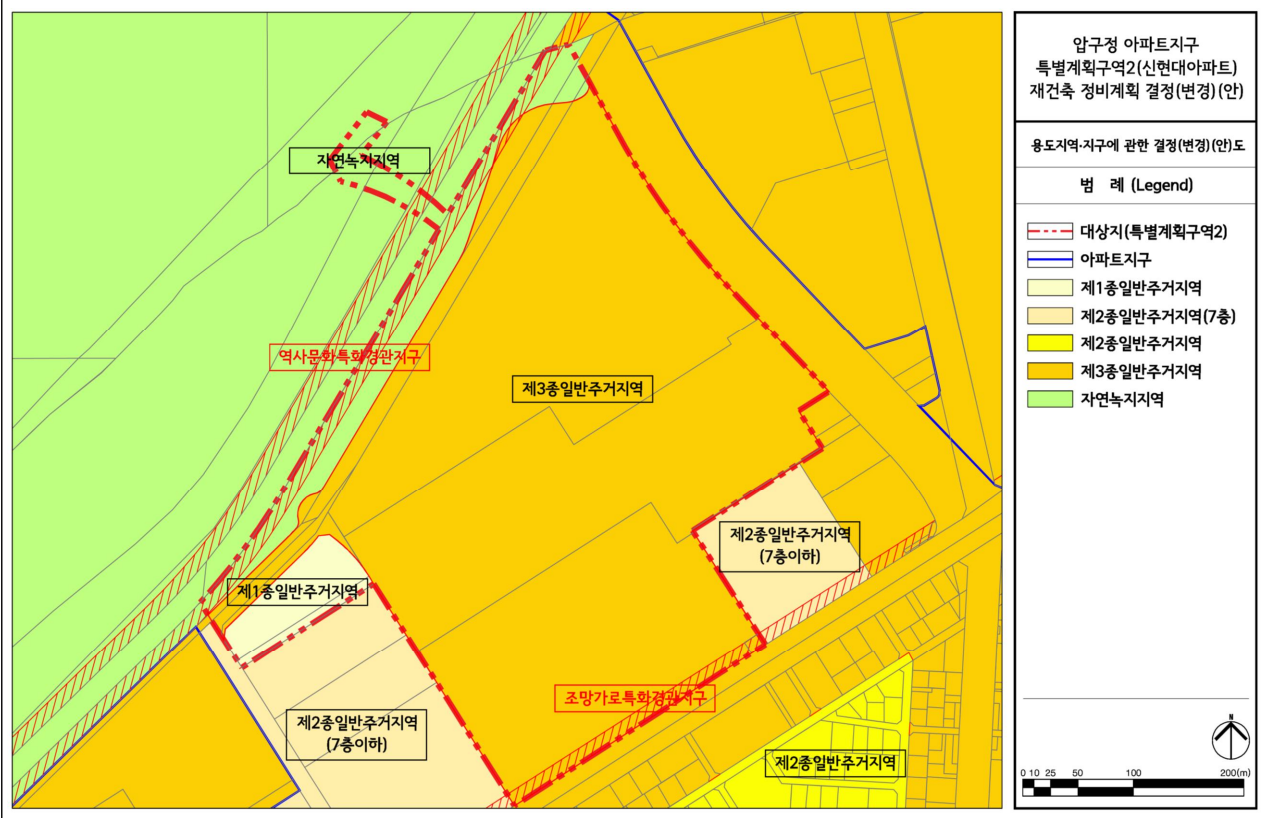 압구정 아파트지구
특별계획구역2(신현대아파트)
재건축 정비계획 결정(변경)(안)
용도지역·지구에 관한 결정(변경)(안)도
범 례 (Legend)
대상지(특별계획구역2)
아파트지구
제1종일반주거지역
제2종일반주거지역(7층)
제2종일반주거지역
제3종일반주거지역
자연녹지지역
자연녹지지역
역사문화특화경관지구
제3종일반주거지역
제2종일반주거지역
(7층이하)
제1종일반주거지역
조망가로특화경관지구
제2종일반주거지역
(7층이하)
제2종일반주거지역
N
0 10 25 50 100 200(m)